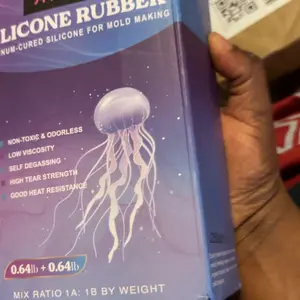 LICONE RUBBER
NUM-CURED SILICONE FOR MOLD MAKING
NON-TOXIC & ODORLESS
LOW VISCOSITY
SELF DEGASSING
HIGH TEAR STRENGTH
GOOD HEAT RESISTANCE
0.64lb + 0.64lb
MIX RATIO 1A: 1B BY WEIGHT